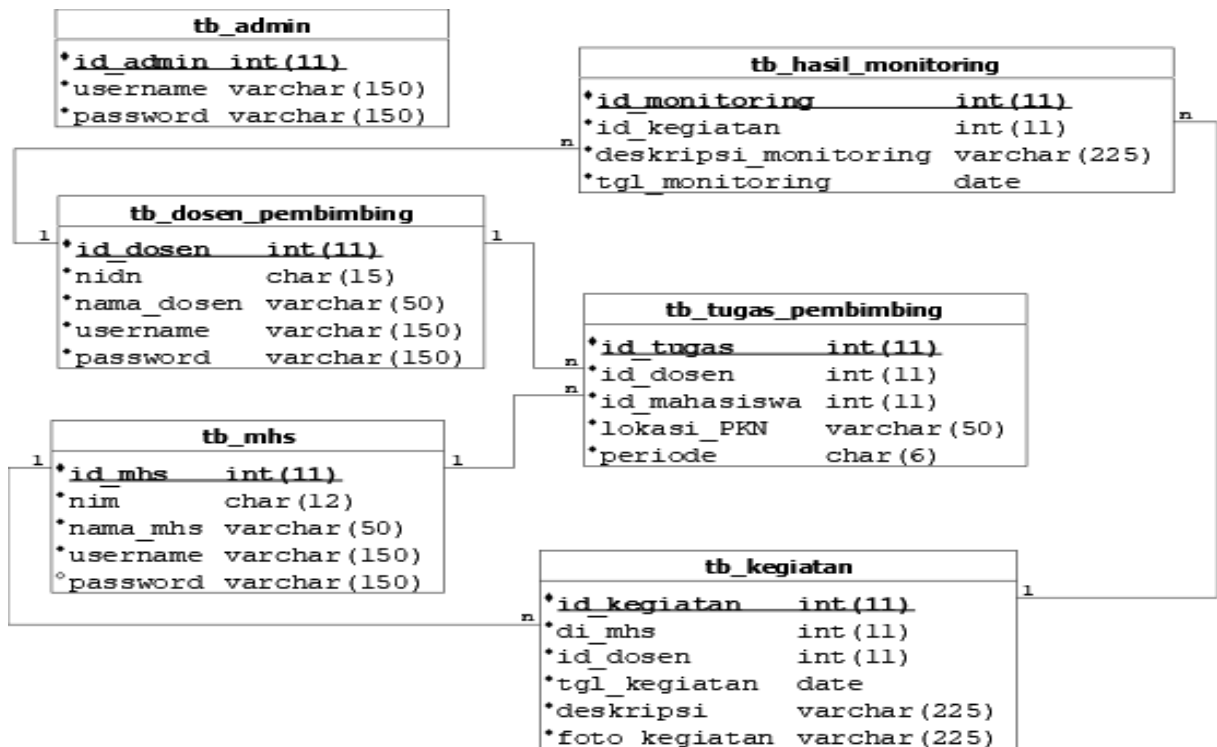 tb_admin
id_admin int(11)
username varchar(150)
password varchar(150)
tb_hasil_monitoring
id_monitoring int(11)
id_kegiatan int(11)
deskripsi_monitoring varchar(225)
tgl_monitoring date
n
n
tb_dosen_pembimbing
id_dosen int(11)
nidn char(15)
nama_dosen varchar(50)
username varchar(150)
password varchar(150)
1
1
tb_tugas_pembimbing
id_tugas int(11)
id_dosen int(11)
id_mahasiswa int(11)
lokasi_PKN varchar(50)
periode char(6)
n
n
tb_mhs
id_mhs int(11)
nim char(12)
nama_mhs varchar(50)
username varchar(150)
password varchar(150)
1
1
tb_kegiatan
id_kegiatan int(11)
di_mhs int(11)
id_dosen int(11)
tgl_kegiatan date
deskripsi varchar(225)
foto_kegiatan varchar(225)
n
1